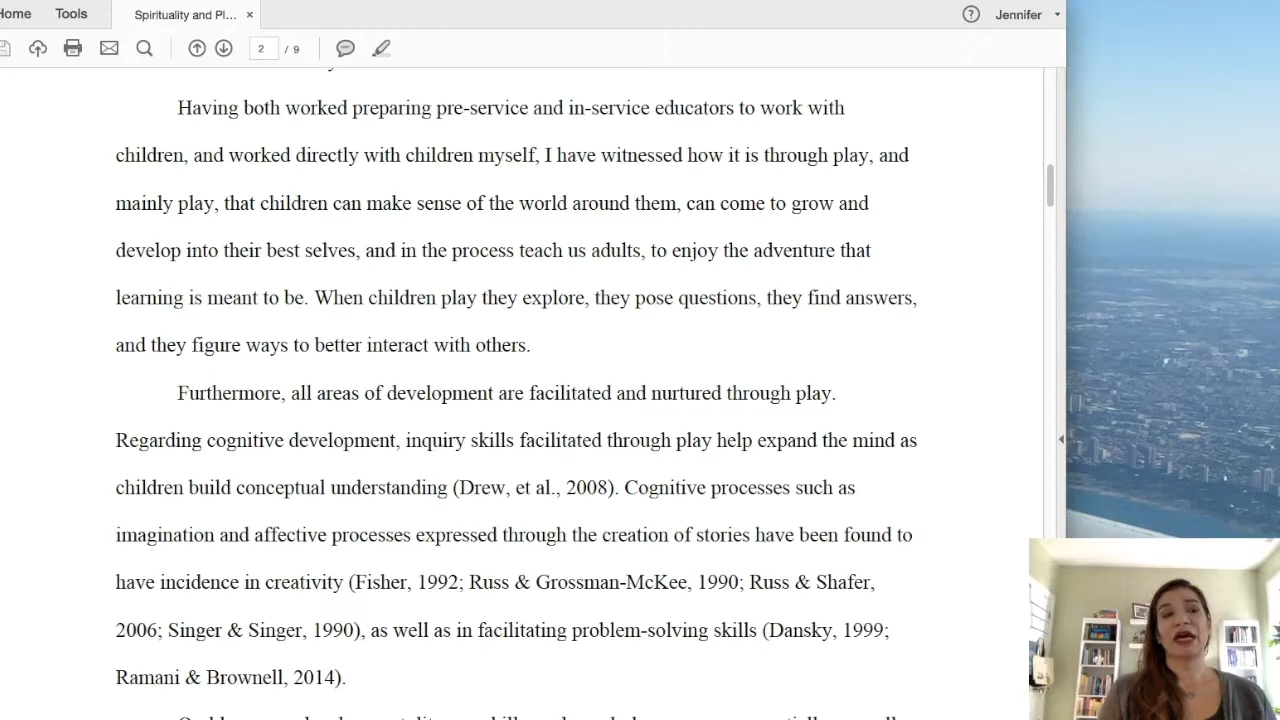 Home Tools Spirituality and Pl... × ? Jennifer
2 / 9
Having both worked preparing pre-service and in-service educators to work with
children, and worked directly with children myself, I have witnessed how it is through play, and
mainly play, that children can make sense of the world around them, can come to grow and
develop into their best selves, and in the process teach us adults, to enjoy the adventure that
learning is meant to be. When children play they explore, they pose questions, they find answers,
and they figure ways to better interact with others.
Furthermore, all areas of development are facilitated and nurtured through play.
Regarding cognitive development, inquiry skills facilitated through play help expand the mind as
children build conceptual understanding (Drew, et al., 2008). Cognitive processes such as
imagination and affective processes expressed through the creation of stories have been found to
have incidence in creativity (Fisher, 1992; Russ & Grossman-McKee, 1990; Russ & Shafer,
2006; Singer & Singer, 1990), as well as in facilitating problem-solving skills (Dansky, 1999;
Ramani & Brownell, 2014).